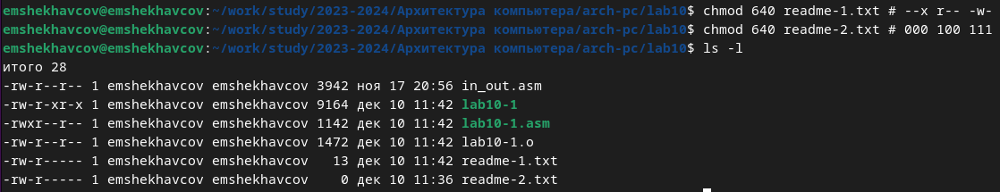 emshekhavcov@emshekhavcov:~/work/study/2023-2024/Архитектура компьютера/arch-pc/lab10$ chmod 640 readme-1.txt # --x r-- -w-
emshekhavcov@emshekhavcov:~/work/study/2023-2024/Архитектура компьютера/arch-pc/lab10$ chmod 640 readme-2.txt # 000 100 111
emshekhavcov@emshekhavcov:~/work/study/2023-2024/Архитектура компьютера/arch-pc/lab10$ ls -l
итого 28
-rw-r--r-- 1 emshekhavcov emshekhavcov 3942 ноя 17 20:56 in_out.asm
-rw-r-xr-x 1 emshekhavcov emshekhavcov 9164 дек 10 11:42 lab10-1
-rwxr--r-- 1 emshekhavcov emshekhavcov 1142 дек 10 11:42 lab10-1.asm
-rw-r--r-- 1 emshekhavcov emshekhavcov 1472 дек 10 11:42 lab10-1.o
-rw-r----- 1 emshekhavcov emshekhavcov   13 дек 10 11:42 readme-1.txt
-rw-r----- 1 emshekhavcov emshekhavcov    0 дек 10 11:36 readme-2.txt